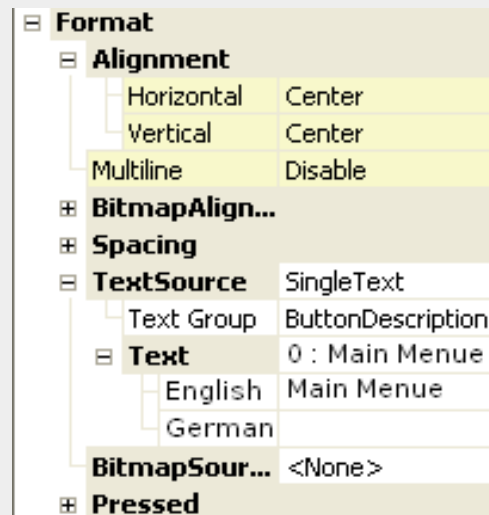 Format
Alignment
Horizontal Center
Vertical Center
Multiline Disable
BitmapAlign...
Spacing
TextSource SingleText
Text Group ButtonDescription
Text 0 : Main Menue
English Main Menue
German
BitmapSour... <None>
Pressed